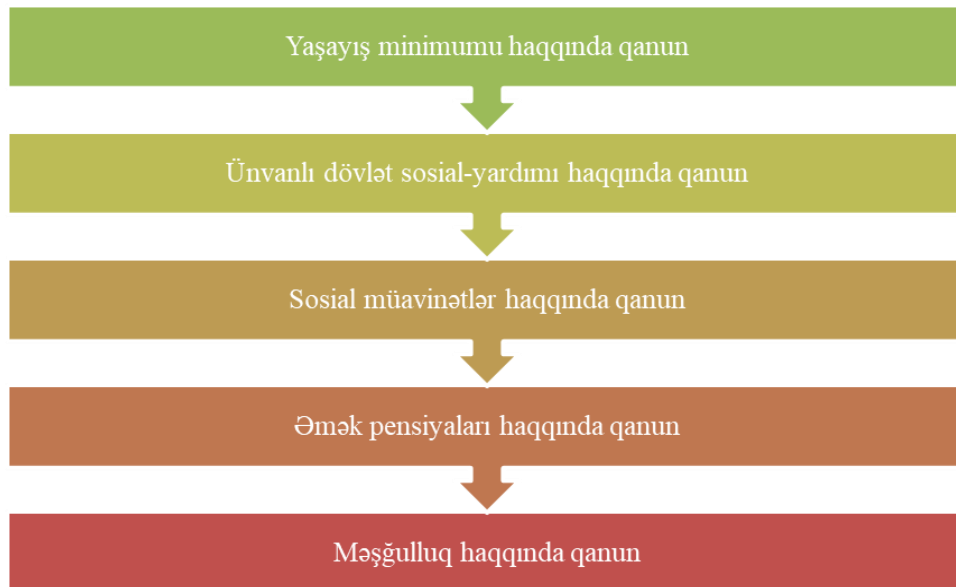 Yaşayış minimumu haqqında qanun
Ünvanlı dövlət sosial-yardımı haqqında qanun
Sosial müavinətlər haqqında qanun
Əmək pensiyaları haqqında qanun
Məşğulluq haqqında qanun